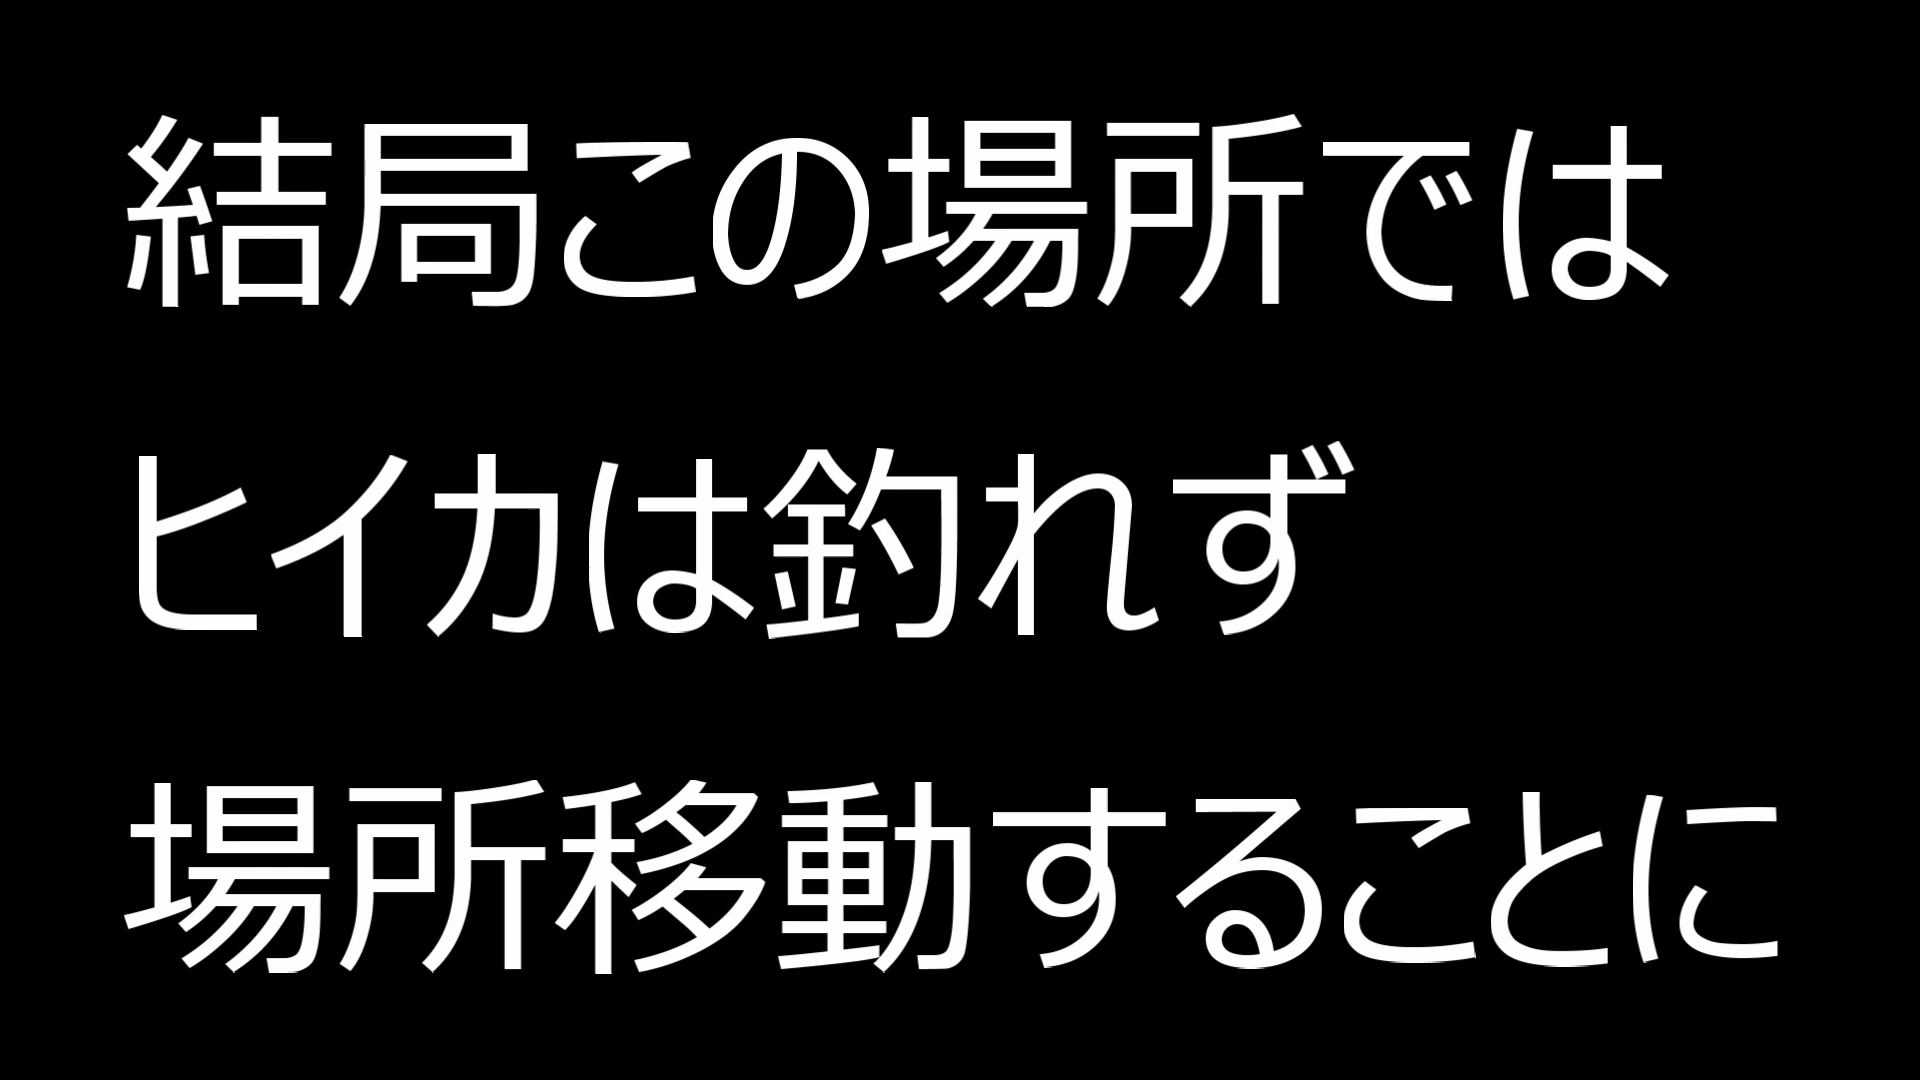 結局この場所では
ヒイカは釣れず
場所移動することに